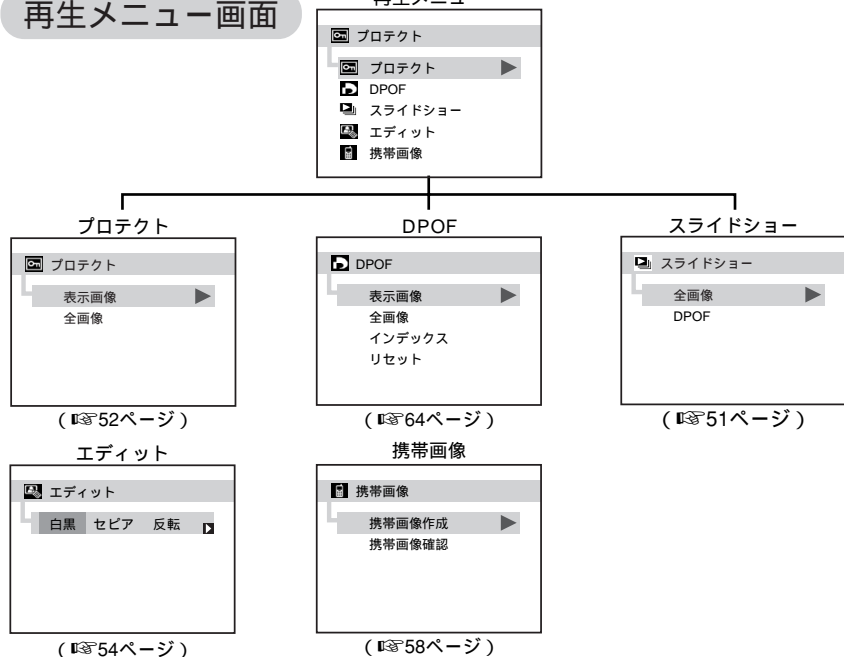 再生メニュー画面
再生メニュー
プロテクト
プロテクト
DPOF
スライドショー
エディット
携帯画像
プロテクト
プロテクト
表示画像
全画像
(☞52ページ)
DPOF
DPOF
表示画像
全画像
インデックス
リセット
(☞64ページ)
スライドショー
スライドショー
全画像
DPOF
(☞51ページ)
エディット
エディット
白黒 セピア 反転
(☞54ページ)
携帯画像
携帯画像
携帯画像作成
携帯画像確認
(☞58ページ)